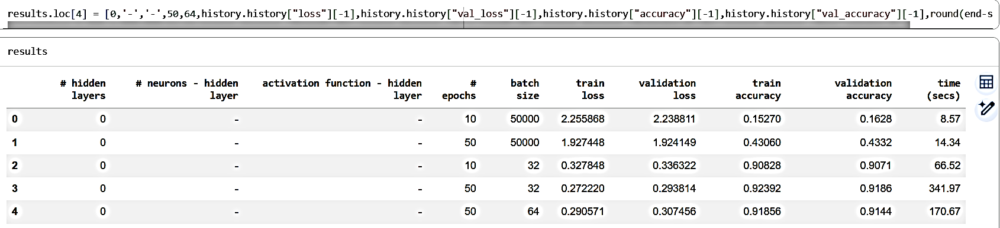 results.loc[4] = [0,'-','-',50,64,history.history["loss"][-1],history.history["val_loss"][-1],history.history["accuracy"][-1],history.history["val_accuracy"][-1],round(end-s
results
# hidden layers # neurons - hidden layer activation function - hidden layer # epochs batch size train loss validation loss train accuracy validation accuracy time (secs)
0 0 - - 10 50000 2.255868 2.238811 0.15270 0.1628 8.57
1 0 - - 50 50000 1.927448 1.924149 0.43060 0.4332 14.34
2 0 - - 10 32 0.327848 0.336322 0.90828 0.9071 66.52
3 0 - - 50 32 0.272220 0.293814 0.92392 0.9186 341.97
4 0 - - 50 64 0.290571 0.307456 0.91856 0.9144 170.67